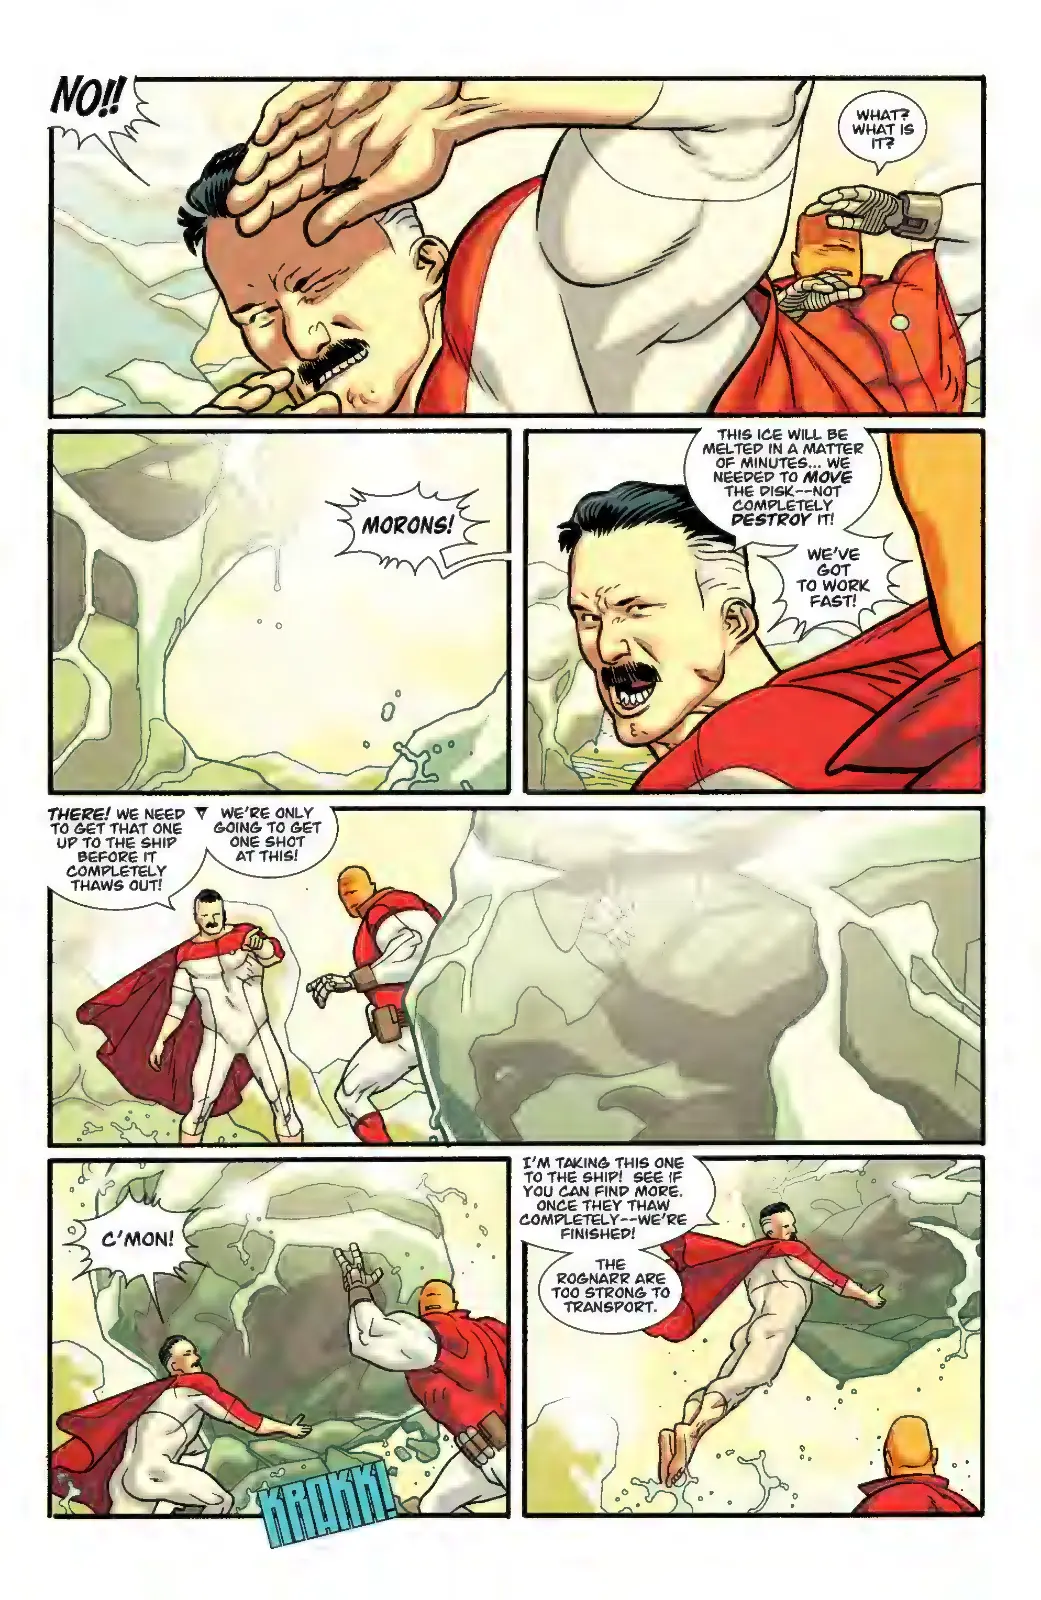 NO!!
WHAT?
WHAT IS
IT?
MORONS!
THIS ICE WILL BE
MELTED IN A MATTER
OF MINUTES... WE
NEEDED TO MOVE
THE DISK--NOT
COMPLETELY
DESTROY IT!
WE'VE
GOT
TO WORK
FAST!
THERE! WE NEED
TO GET THAT ONE
UP TO THE SHIP
BEFORE IT
COMPLETELY
THAWS OUT!
WE'RE ONLY
GOING TO GET
ONE SHOT
AT THIS!
C'MON!
KRAKK!
I'M TAKING THIS ONE
TO THE SHIP! SEE IF
YOU CAN FIND MORE.
ONCE THEY THAW
COMPLETELY--WE'RE
FINISHED!
THE
ROGNARR ARE
TOO STRONG TO
TRANSPORT.